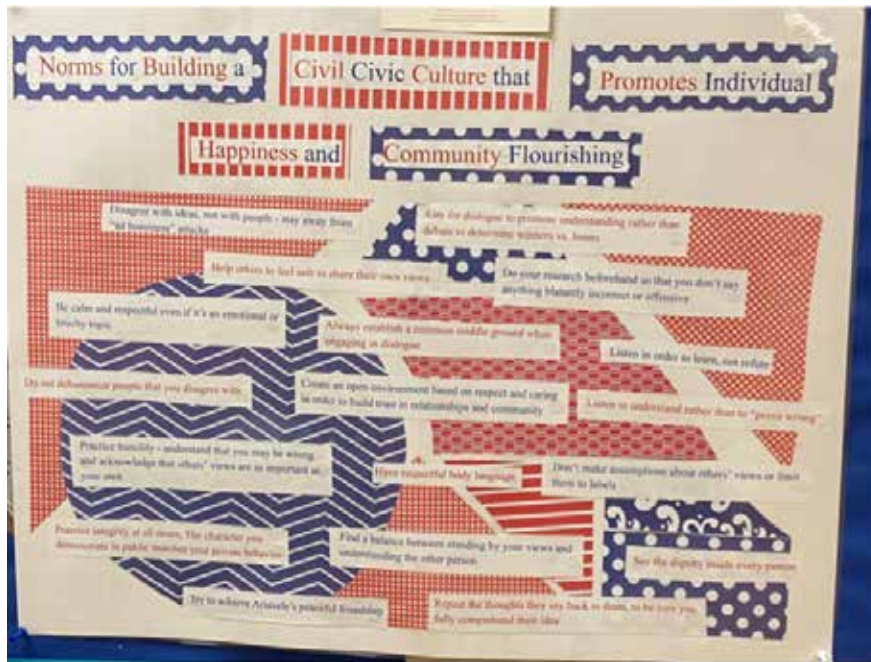 Norms for Building a Civil Civic Culture that Promotes Individual
Happiness and Community Flourishing
Disagree with ideas, not with people - stay away from
"ad hominem" attacks
Aim for dialogue to promote understanding rather than
debate to determine winners vs. losers
Help others to feel safe to share their own views
Do your research beforehand so that you don't say
anything blatantly incorrect or offensive
Be calm and respectful even if it's an emotional or
touchy topic
Always establish a common middle ground when
engaging in dialogue
Listen in order to learn, not refute
Do not dehumanize people that you disagree with
Create an open environment based on respect and caring
in order to build trust in relationships and community
Listen to understand rather than to "prove wrong"
Practice humility - understand that you may be wrong
and acknowledge that others' views are as important as
your own
Have respectful body language
Don't make assumptions about others' views or limit
them to labels
Practice integrity at all times. The character you
demonstrate in public matches your private behavior
Find a balance between standing by your views and
understanding the other person
See the dignity inside every person
Try to achieve Aristotle's peaceful friendship
Repeat the thoughts they say back to them, to be sure you
fully comprehend their idea